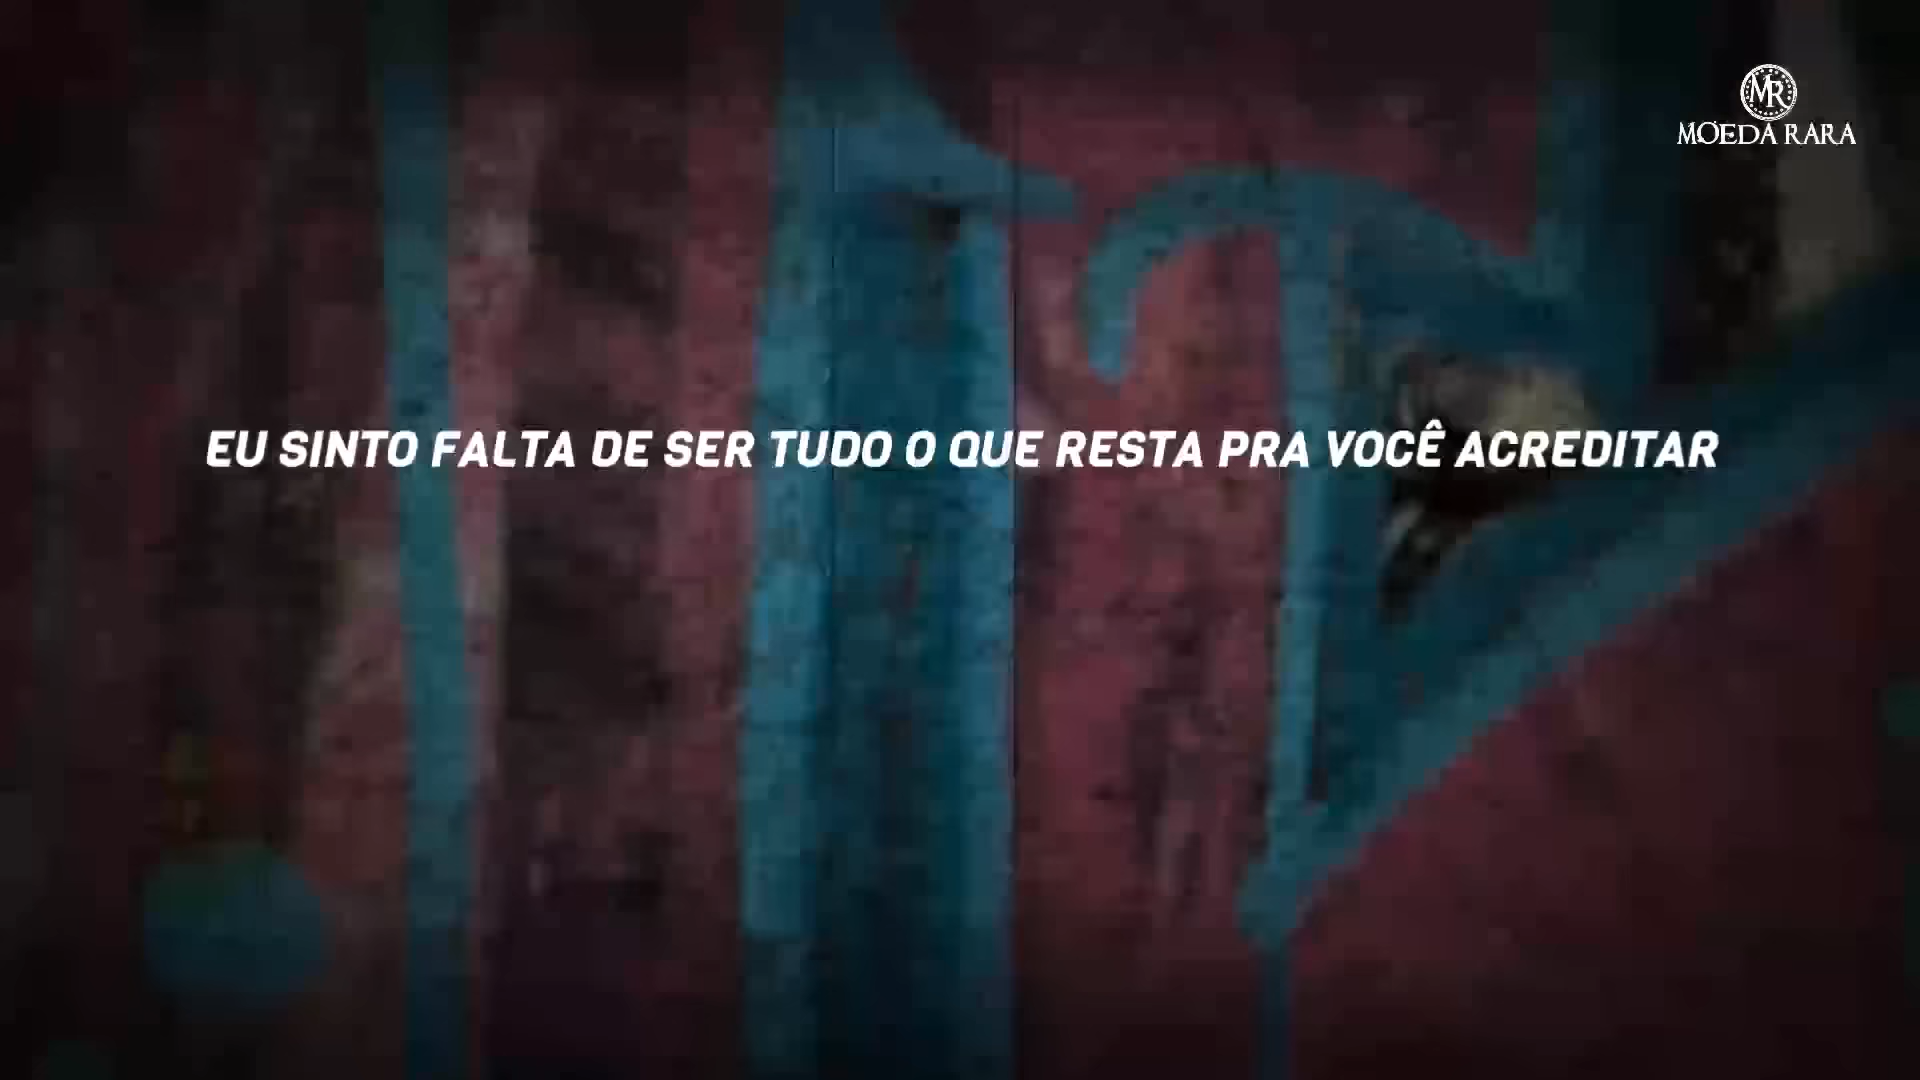 MR
MOEDA RARA
EU SINTO FALTA DE SER TUDO O QUE RESTA PRA VOCÊ ACREDITAR